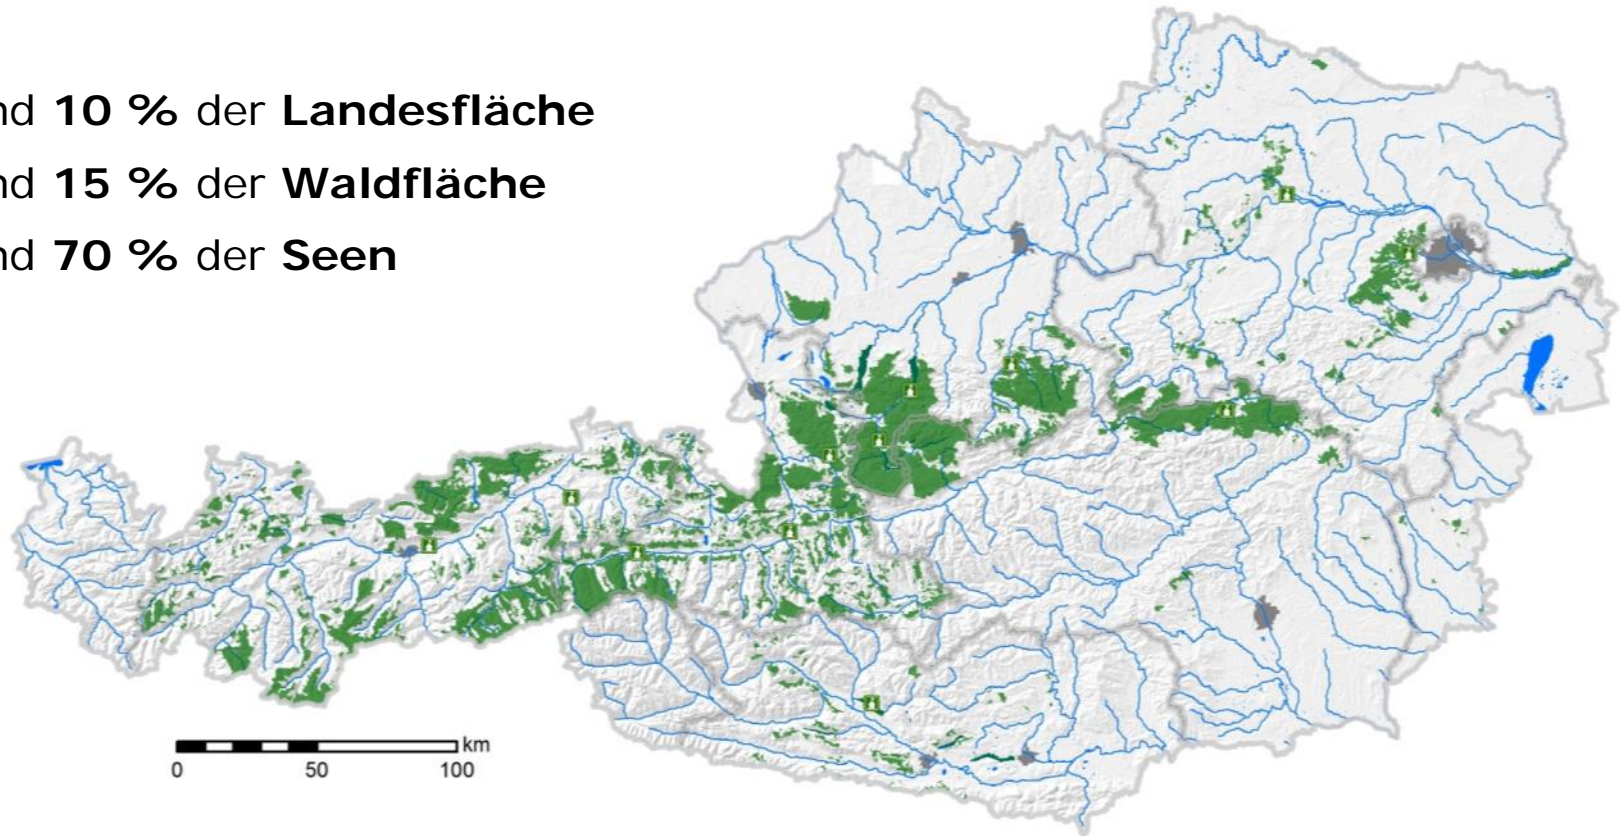 nd 10 % der Landesfläche
nd 15 % der Waldfläche
nd 70 % der Seen
km
0 50 100